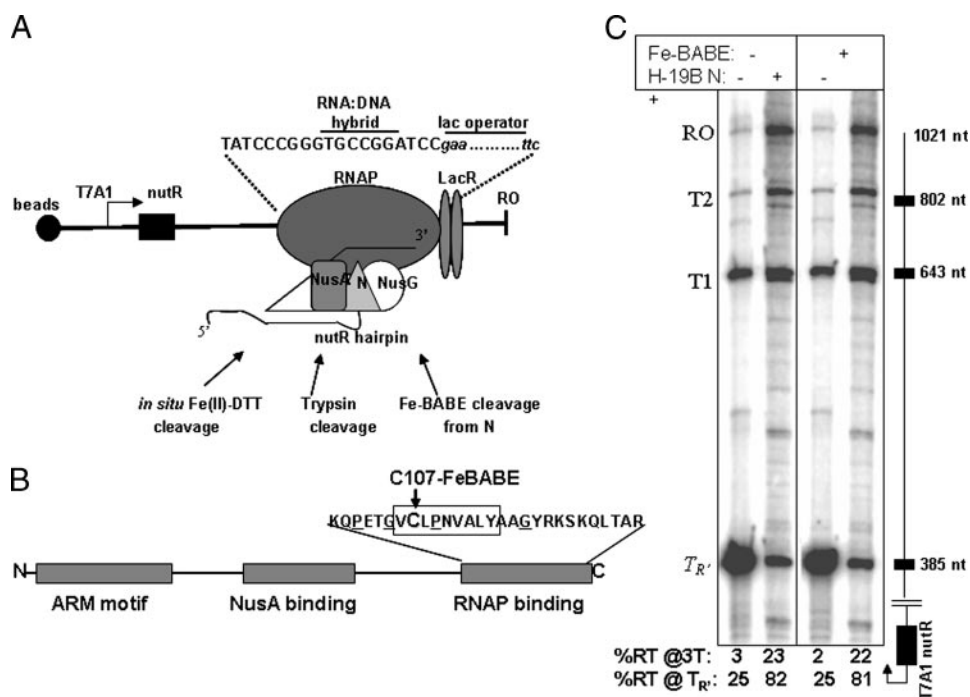 A
RNA:DNA
hybrid
lac operator
TATCCCGGGTGCCGGATCCgaa..........ttc
T7A1
nutR
RNAP
LacR
RO
beads
3'
NusA
N
NusG
5'
nutR hairpin
in situ Fe(II)-DTT
cleavage
Trypsin
cleavage
Fe-BABE cleavage
from N
B
C107-FeBABE
KQPETGVCLPNVALYAAGYRKSKQLTAR
N
C
ARM motif
NusA binding
RNAP binding
C
Fe-BABE: - +
H-19B N: - + - +
+
RO
1021 nt
T2
802 nt
T1
643 nt
TR'
385 nt
T7A1 nutR
%RT @3T: 3 23 2 22
%RT @TR': 25 82 25 81